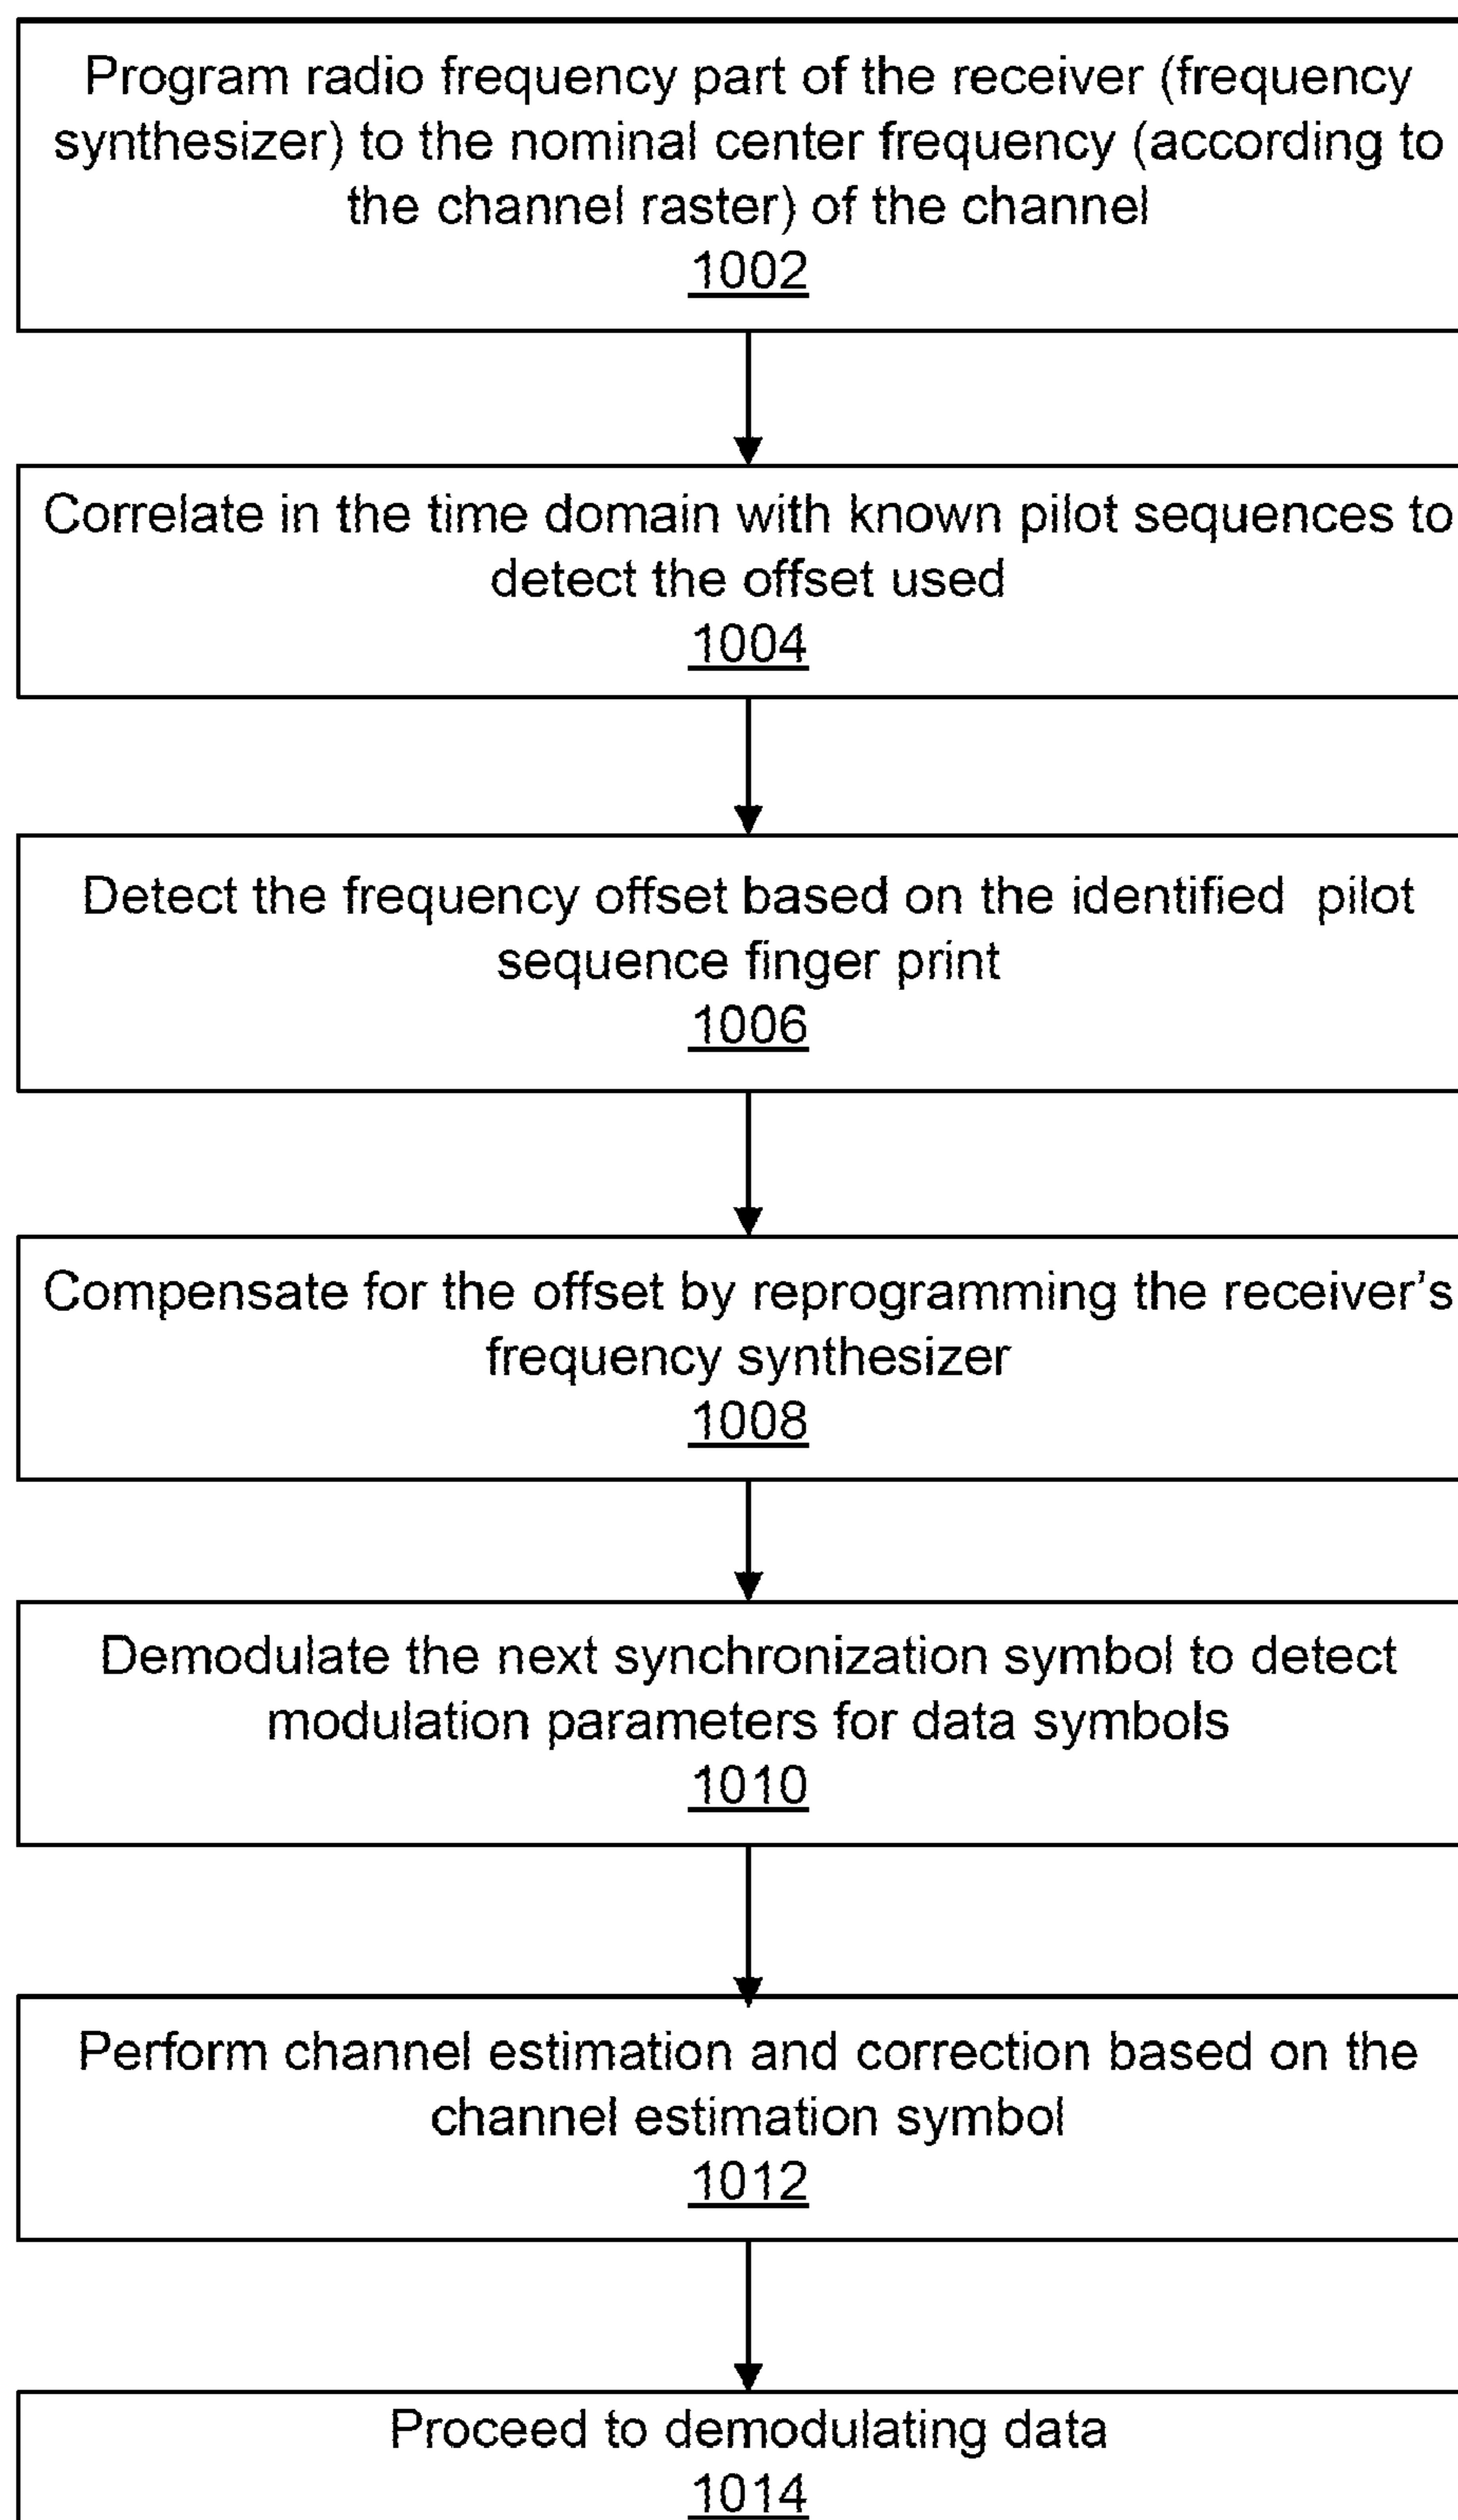 Program radio frequency part of the receiver (frequency
synthesizer) to the nominal center frequency (according to
the channel raster) of the channel
1002
Correlate in the time domain with known pilot sequences to
detect the offset used
1004
Detect the frequency offset based on the identified pilot
sequence finger print
1006
Compensate for the offset by reprogramming the receiver's
frequency synthesizer
1008
Demodulate the next synchronization symbol to detect
modulation parameters for data symbols
1010
Perform channel estimation and correction based on the
channel estimation symbol
1012
Proceed to demodulating data
1014